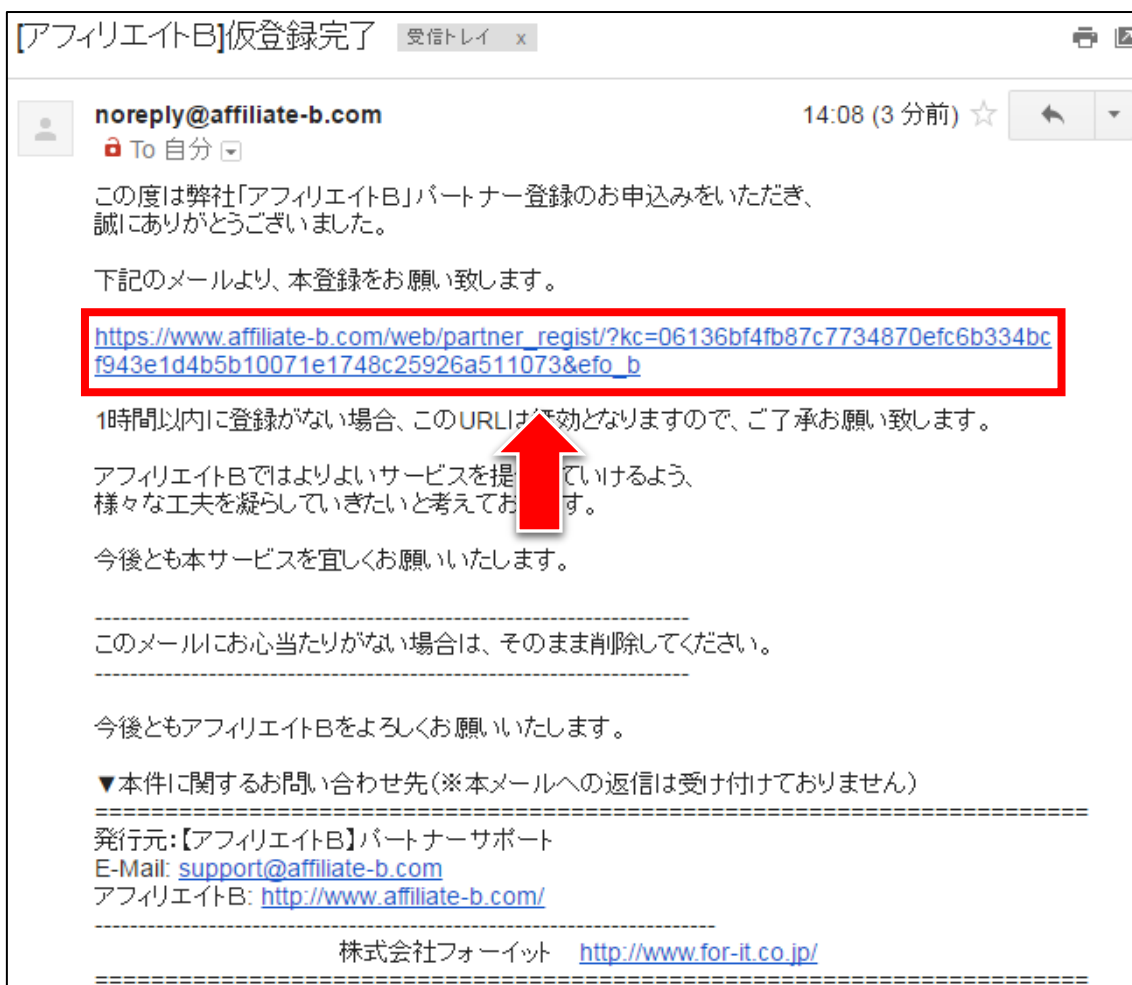 [アフィリエイトB]仮登録完了 受信トレイ x
noreply@affiliate-b.com 14:08 (3 分前)
To 自分
この度は弊社「アフィリエイトB」パートナー登録のお申込みをいただき、
誠にありがとうございました。
下記のメールより、本登録をお願い致します。
https://www.affiliate-b.com/web/partner_regist/?kc=06136bf4fb87c7734870efc6b334bc
f943e1d4b5b10071e1748c25926a511073&efo_b
1時間以内に登録がない場合、このURLは 効となりますので、ご了承お願い致します。
アフィリエイトBではよりよいサービスを提 ていけるよう、
様々な工夫を凝らしていきたいと考えてお す。
今後とも本サービスを宜しくお願いいたします。
--------------------------------------------------------------------
このメールにお心当たりがない場合は、そのまま削除してください。
--------------------------------------------------------------------
今後ともアフィリエイトBをよろしくお願いいたします。
▼本件に関するお問い合わせ先(※本メールへの返信は受け付けておりません)
======================================================================
発行元:【アフィリエイトB】パートナーサポート
E-Mail: support@affiliate-b.com
アフィリエイトB: http://www.affiliate-b.com/
-----------------------------------------------------------------------
株式会社フォーイット http://www.for-it.co.jp/
======================================================================